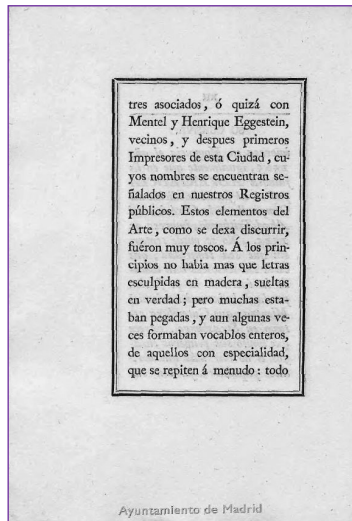 tres asociados, ó quizá con
Mentel y Henrique Eggestein,
vecinos, y despues primeros
Impresores de esta Ciudad, cu-
yos nombres se encuentran se-
ñalados en nuestros Registros
públicos. Estos elementos del
Arte, como se dexa discurrir,
fuéron muy toscos. Á los prin-
cipios no habia mas que letras
esculpidas en madera, sueltas
en verdad; pero muchas esta-
ban pegadas, y aun algunas ve-
ces formaban vocablos enteros,
de aquellos con especialidad,
que se repiten á menudo: todo
Ayuntamiento de Madrid